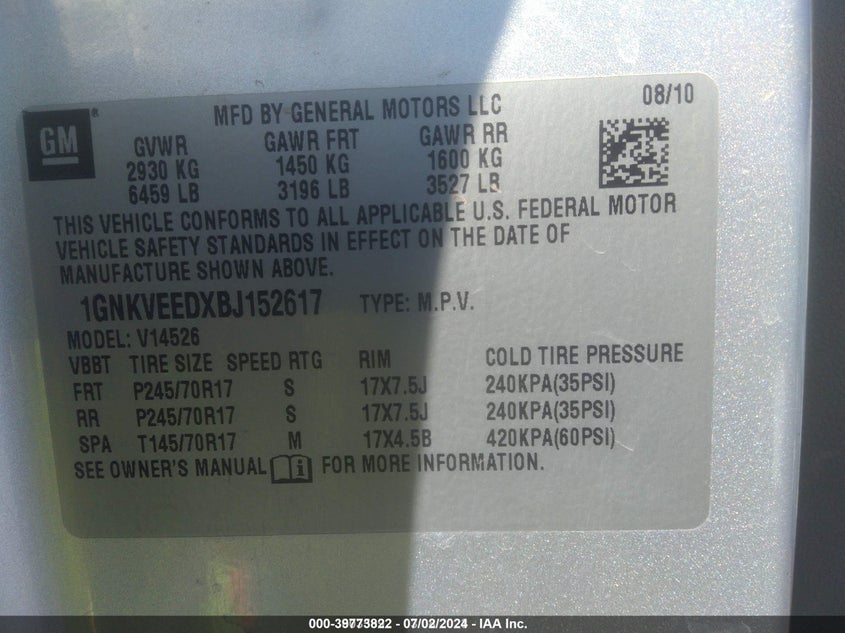 GM®
MFD BY GENERAL MOTORS LLC 08/10
GVWR GAWR FRT GAWR RR
2930 KG 1450 KG 1600 KG
6459 LB 3196 LB 3527 LB
THIS VEHICLE CONFORMS TO ALL APPLICABLE U.S. FEDERAL MOTOR
VEHICLE SAFETY STANDARDS IN EFFECT ON THE DATE OF
MANUFACTURE SHOWN ABOVE.
1GNKVEEDXBJ152617 TYPE: M.P.V.
MODEL: V14526
VBBT TIRE SIZE SPEED RTG RIM COLD TIRE PRESSURE
FRT P245/70R17 S 17X7.5J 240KPA(35PSI)
RR P245/70R17 S 17X7.5J 240KPA(35PSI)
SPA T145/70R17 M 17X4.5B 420KPA(60PSI)
SEE OWNER'S MANUAL i FOR MORE INFORMATION.
000-39773822 - 07/02/2024 - IAA Inc.